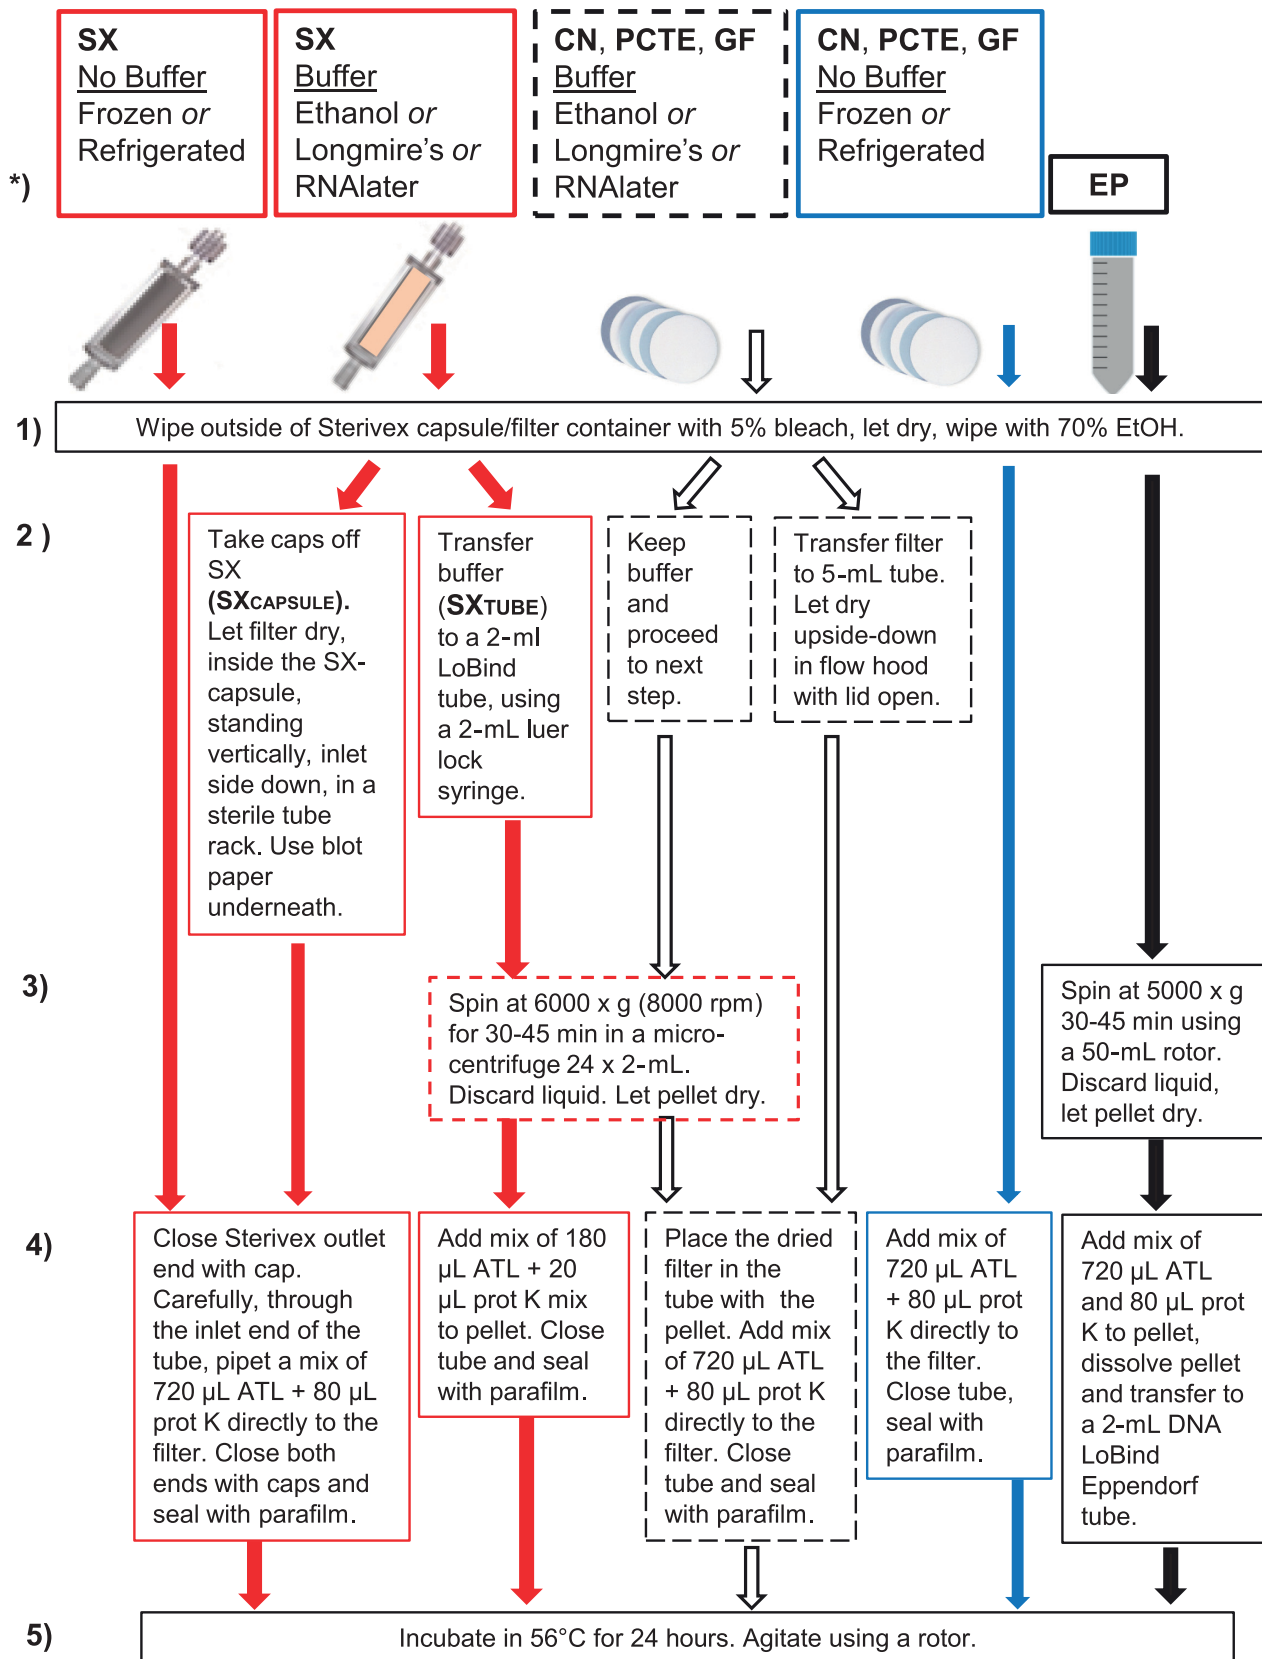 *)
SX
No Buffer
Frozen or
Refrigerated
SX
Buffer
Ethanol or
Longmire's or
RNAlater
CN, PCTE, GF
Buffer
Ethanol or
Longmire's or
RNAlater
CN, PCTE, GF
No Buffer
Frozen or
Refrigerated
EP
1)
Wipe outside of Sterivex capsule/filter container with 5% bleach, let dry, wipe with 70% EtOH.
2 )
Take caps off
SX
(SXCAPSULE).
Let filter dry,
inside the SX-
capsule,
standing
vertically, inlet
side down, in a
sterile tube
rack. Use blot
paper
underneath.
Transfer
buffer
(SXTUBE)
to a 2-ml
LoBind
tube, using
a 2-mL luer
lock
syringe.
Keep
buffer
and
proceed
to next
step.
Transfer filter
to 5-mL tube.
Let dry
upside-down
in flow hood
with lid open.
3)
Spin at 6000 x g (8000 rpm)
for 30-45 min in a micro-
centrifuge 24 x 2-mL.
Discard liquid. Let pellet dry.
Spin at 5000 x g
30-45 min using
a 50-mL rotor.
Discard liquid,
let pellet dry.
4)
Close Sterivex outlet
end with cap.
Carefully, through
the inlet end of the
tube, pipet a mix of
720 µL ATL + 80 µL
prot K directly to the
filter. Close both
ends with caps and
seal with parafilm.
Add mix of 180
µL ATL + 20
µL prot K mix
to pellet. Close
tube and seal
with parafilm.
Place the dried
filter in the
tube with the
pellet. Add mix
of 720 µL ATL
+ 80 µL prot K
directly to the
filter. Close
tube and seal
with parafilm.
Add mix of
720 µL ATL
+ 80 µL prot
K directly to
the filter.
Close tube,
seal with
parafilm.
Add mix of
720 µL ATL
and 80 µL prot
K to pellet,
dissolve pellet
and transfer to
a 2-mL DNA
LoBind
Eppendorf
tube.
5)
Incubate in 56°C for 24 hours. Agitate using a rotor.